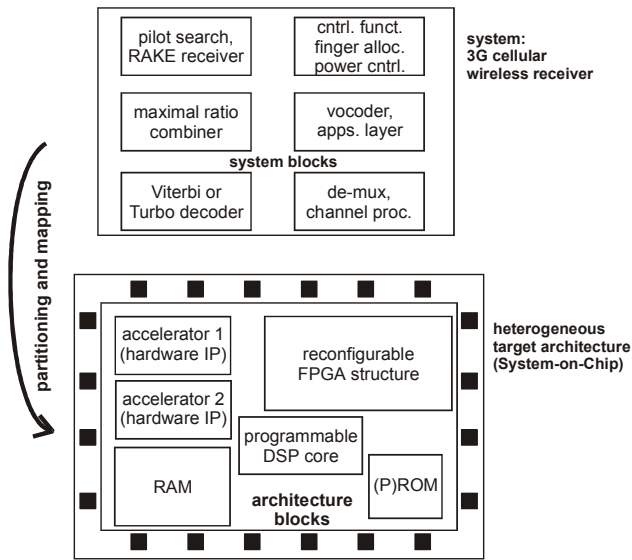 pilot search,
RAKE receiver
cntrl. funct.
finger alloc.
power cntrl.
system:
3G cellular
wireless receiver
maximal ratio
combiner
vocoder,
apps. layer
system blocks
Viterbi or
Turbo decoder
de-mux,
channel proc.
partitioning and mapping
accelerator 1
(hardware IP)
reconfigurable
FPGA structure
heterogeneous
target architecture
(System-on-Chip)
accelerator 2
(hardware IP)
programmable
DSP core
RAM
(P)ROM
architecture
blocks